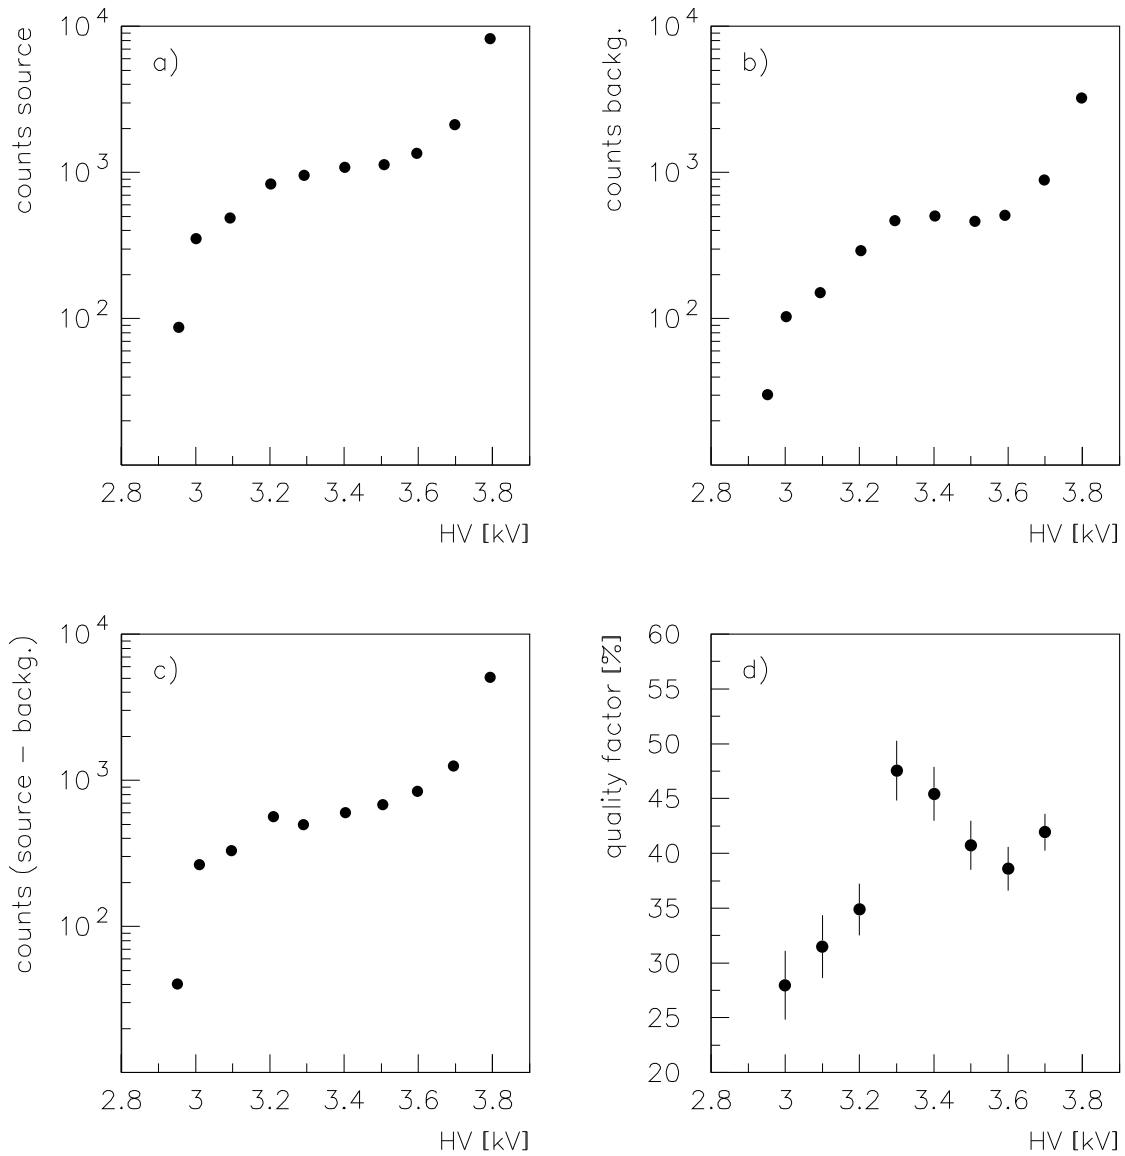 counts source
10^4
10^3
10^2
a)
2.8 3 3.2 3.4 3.6 3.8
HV [kV]
counts backg.
10^4
10^3
10^2
b)
2.8 3 3.2 3.4 3.6 3.8
HV [kV]
counts (source – backg.)
10^4
10^3
10^2
c)
2.8 3 3.2 3.4 3.6 3.8
HV [kV]
quality factor [%]
60
55
50
45
40
35
30
25
20
d)
2.8 3 3.2 3.4 3.6 3.8
HV [kV]